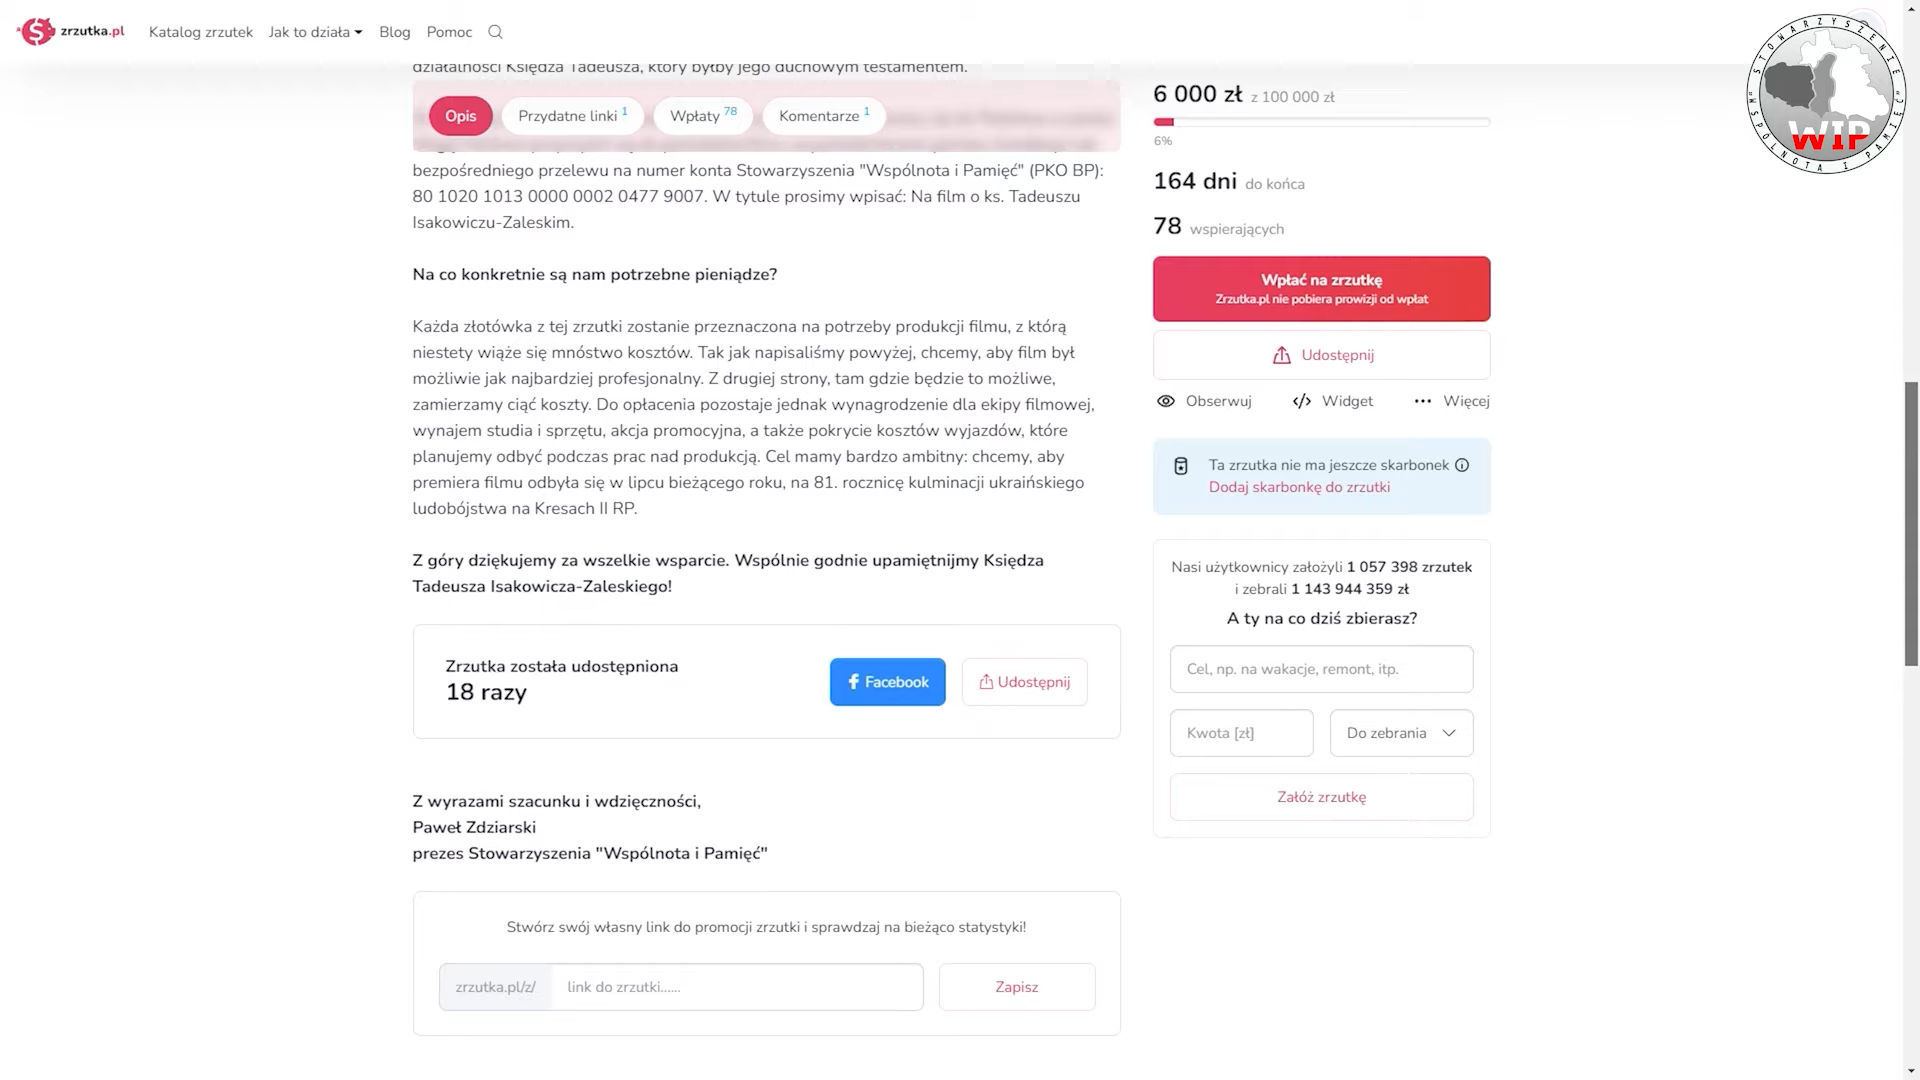 zrzutka.pl Katalog zrzutek Jak to działa Blog Pomoc
działalności Księdza Tadeusza, który byłby jego duchowym testamentem.
Opis Przydatne linki 1 Wpłaty 78 Komentarze 1
bezpośredniego przelewu na numer konta Stowarzyszenia "Wspólnota i Pamięć" (PKO BP):
80 1020 1013 0000 0002 0477 9007. W tytule prosimy wpisać: Na film o ks. Tadeuszu
Isakowiczu-Zaleskim.
Na co konkretnie są nam potrzebne pieniądze?
Każda złotówka z tej zrzutki zostanie przeznaczona na potrzeby produkcji filmu, z którą
niestety wiąże się mnóstwo kosztów. Tak jak napisaliśmy powyżej, chcemy, aby film był
możliwie jak najbardziej profesjonalny. Z drugiej strony, tam gdzie będzie to możliwe,
zamierzamy ciąć koszty. Do opłacenia pozostaje jednak wynagrodzenie dla ekipy filmowej,
wynajem studia i sprzętu, akcja promocyjna, a także pokrycie kosztów wyjazdów, które
planujemy odbyć podczas prac nad produkcją. Cel mamy bardzo ambitny: chcemy, aby
premiera filmu odbyła się w lipcu bieżącego roku, na 81. rocznicę kulminacji ukraińskiego
ludobójstwa na Kresach II RP.
Z góry dziękujemy za wszelkie wsparcie. Wspólnie godnie upamiętnijmy Księdza
Tadeusza Isakowicza-Zaleskiego!
Zrzutka została udostępniona
18 razy
Facebook Udostępnij
Z wyrazami szacunku i wdzięczności,
Paweł Zdziarski
prezes Stowarzyszenia "Wspólnota i Pamięć"
Stwórz swój własny link do promocji zrzutki i sprawdzaj na bieżąco statystyki!
zrzutka.pl/z/ link do zrzutki...... Zapisz
6 000 zł z 100 000 zł
6%
164 dni do końca
78 wspierających
Wpłać na zrzutkę
Zrzutka.pl nie pobiera prowizji od wpłat
Udostępnij
Obserwuj Widget Więcej
Ta zrzutka nie ma jeszcze skarbonek
Dodaj skarbonkę do zrzutki
Nasi użytkownicy założyli 1 057 398 zrzutek
i zebrali 1 143 944 359 zł
A ty na co dziś zbierasz?
Cel, np. na wakacje, remont, itp.
Kwota [zł] Do zebrania
Załóż zrzutkę
STOWARZYSZENIE
WIP
"WSPÓLNOTA I PAMIĘĆ"